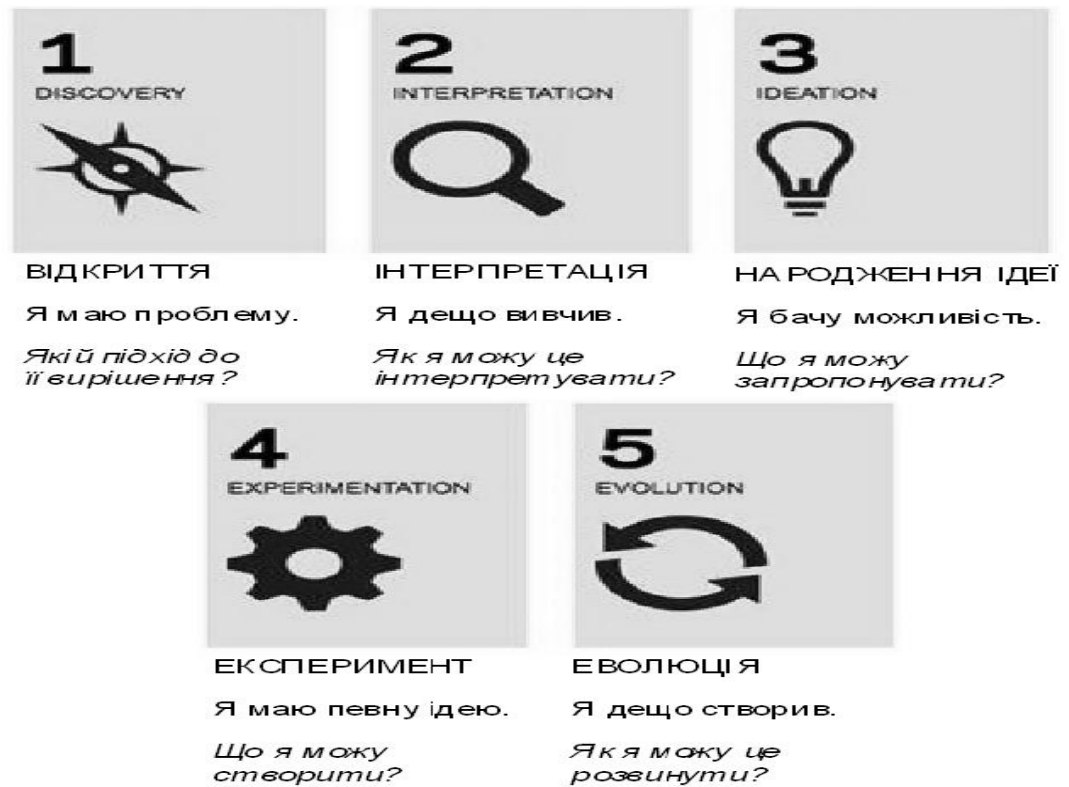 1
DISCOVERY
2
INTERPRETATION
3
IDEATION
ВІДКРИТТЯ
Я маю проблему.
Якій підхід до
її вирішення?
ІНТЕРПРЕТАЦІЯ
Я дещо вивчив.
Як я можу це
інтерпретувати?
НАРОДЖЕННЯ ІДЕЇ
Я бачу можливість.
Що я можу
запропонувати?
4
EXPERIMENTATION
5
EVOLUTION
ЕКСПЕРИМЕНТ
Я маю певну ідею.
Що я можу
створити?
ЕВОЛЮЦІЯ
Я дещо створив.
Як я можу це
розвинути?